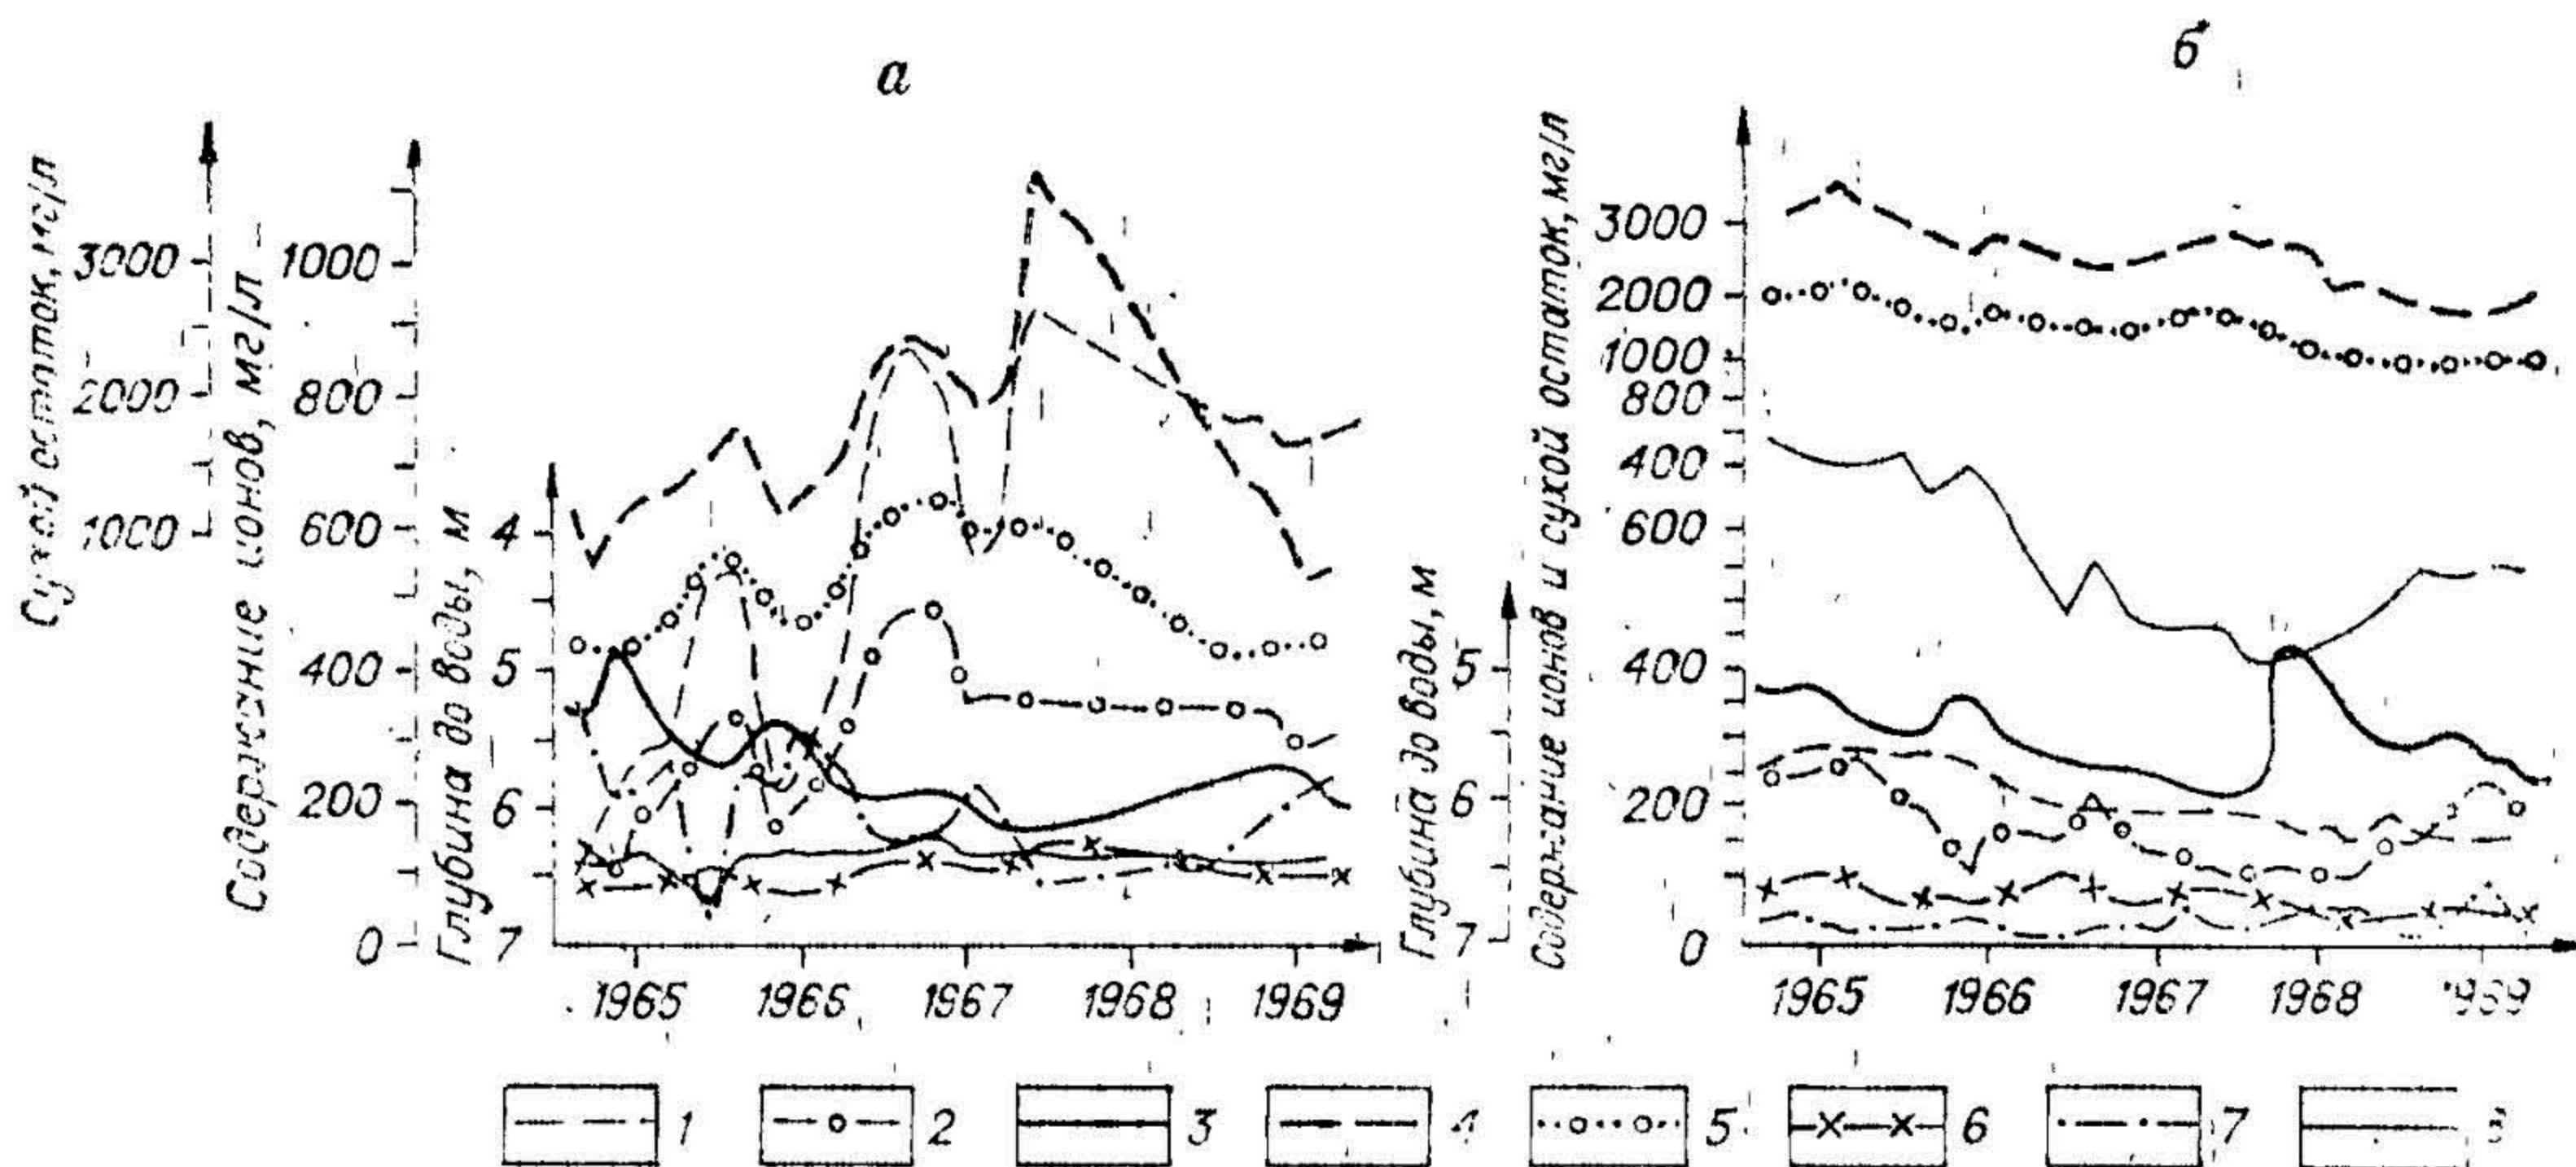 а
б
Сухой остаток, мг/л
3000
2000
1000
Содержание ионов, мг/л
1000
800
600
400
200
0
Глубина до воды, м
4
5
6
7
1965 1966 1967 1968 1969
Глубина до воды, м
5
6
7
Содержание ионов и сухой остаток, мг/л
3000
2000
1000
800
400
600
400
200
0
1965 1966 1967 1968 1969
1 2 3 4 5 6 7